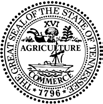 THE GREAT SEAL OF THE STATE OF TENNESSEE
XVI
AGRICULTURE
COMMERCE
1796